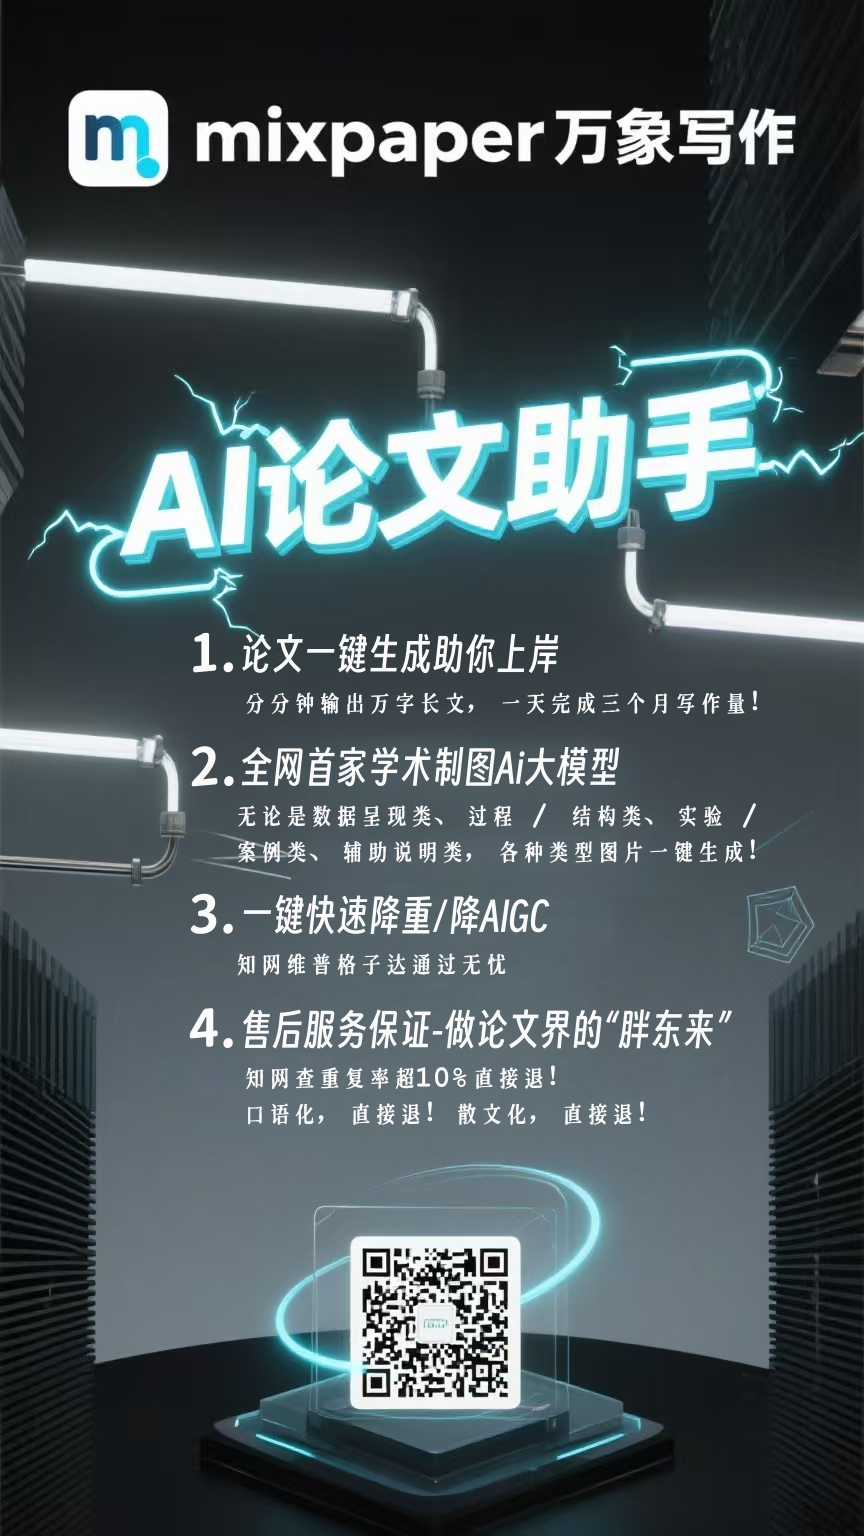 m.
mixpaper万象写作
AI论文助手
1.论文一键生成助你上岸
分分钟输出万字长文，一天完成三个月写作量！
2.全网首家学术制图Ai大模型
无论是数据呈现类、过程 / 结构类、实验 /
案例类、辅助说明类，各种类型图片一键生成！
3.一键快速降重/降AIGC
知网维普格子达通过无忧
4.售后服务保证-做论文界的“胖东来”
知网查重复率超10%直接退！
口语化，直接退！散文化，直接退！